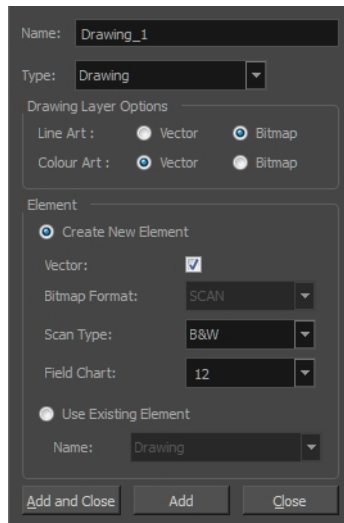 Name: Drawing_1
Type: Drawing
Drawing Layer Options
Line Art : Vector Bitmap
Colour Art : Vector Bitmap
Element
Create New Element
Vector:
Bitmap Format: SCAN
Scan Type: B&W
Field Chart: 12
Use Existing Element
Name: Drawing
Add and Close Add Close